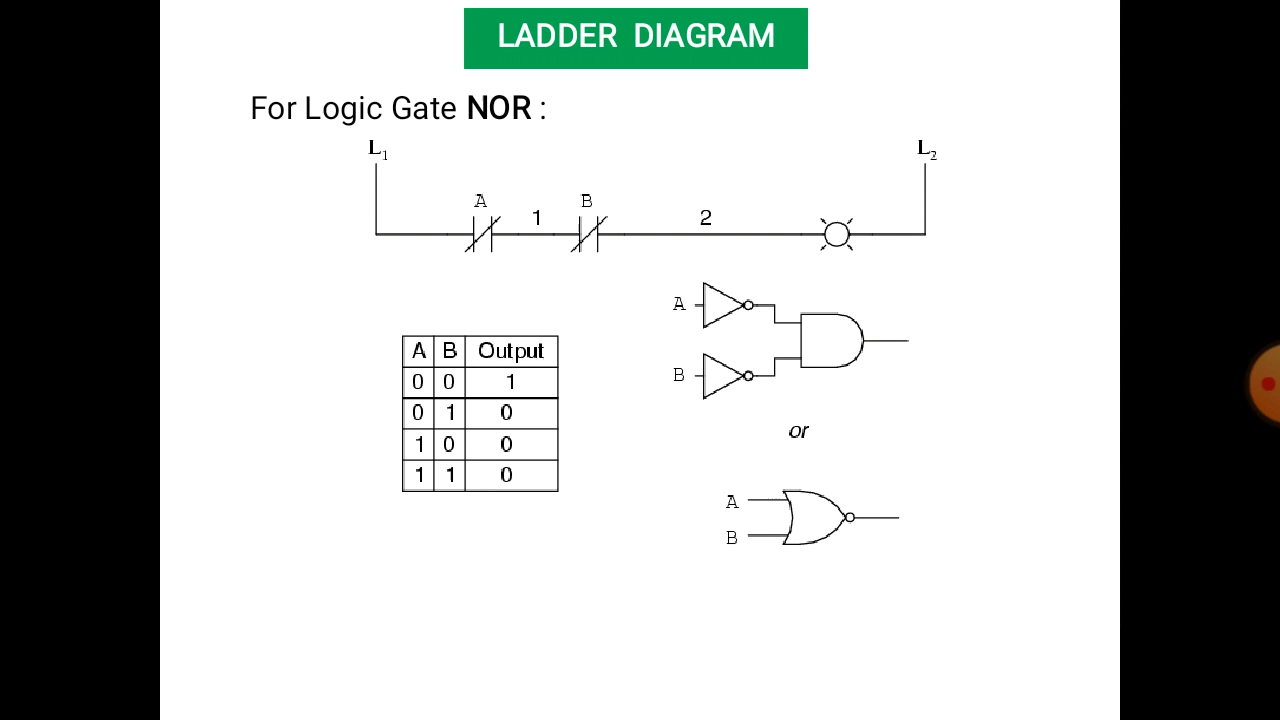 LADDER DIAGRAM
For Logic Gate NOR :
L1 L2
A B
1 2
A
B
A B Output
0 0 1
0 1 0
1 0 0
1 1 0
or
A
B